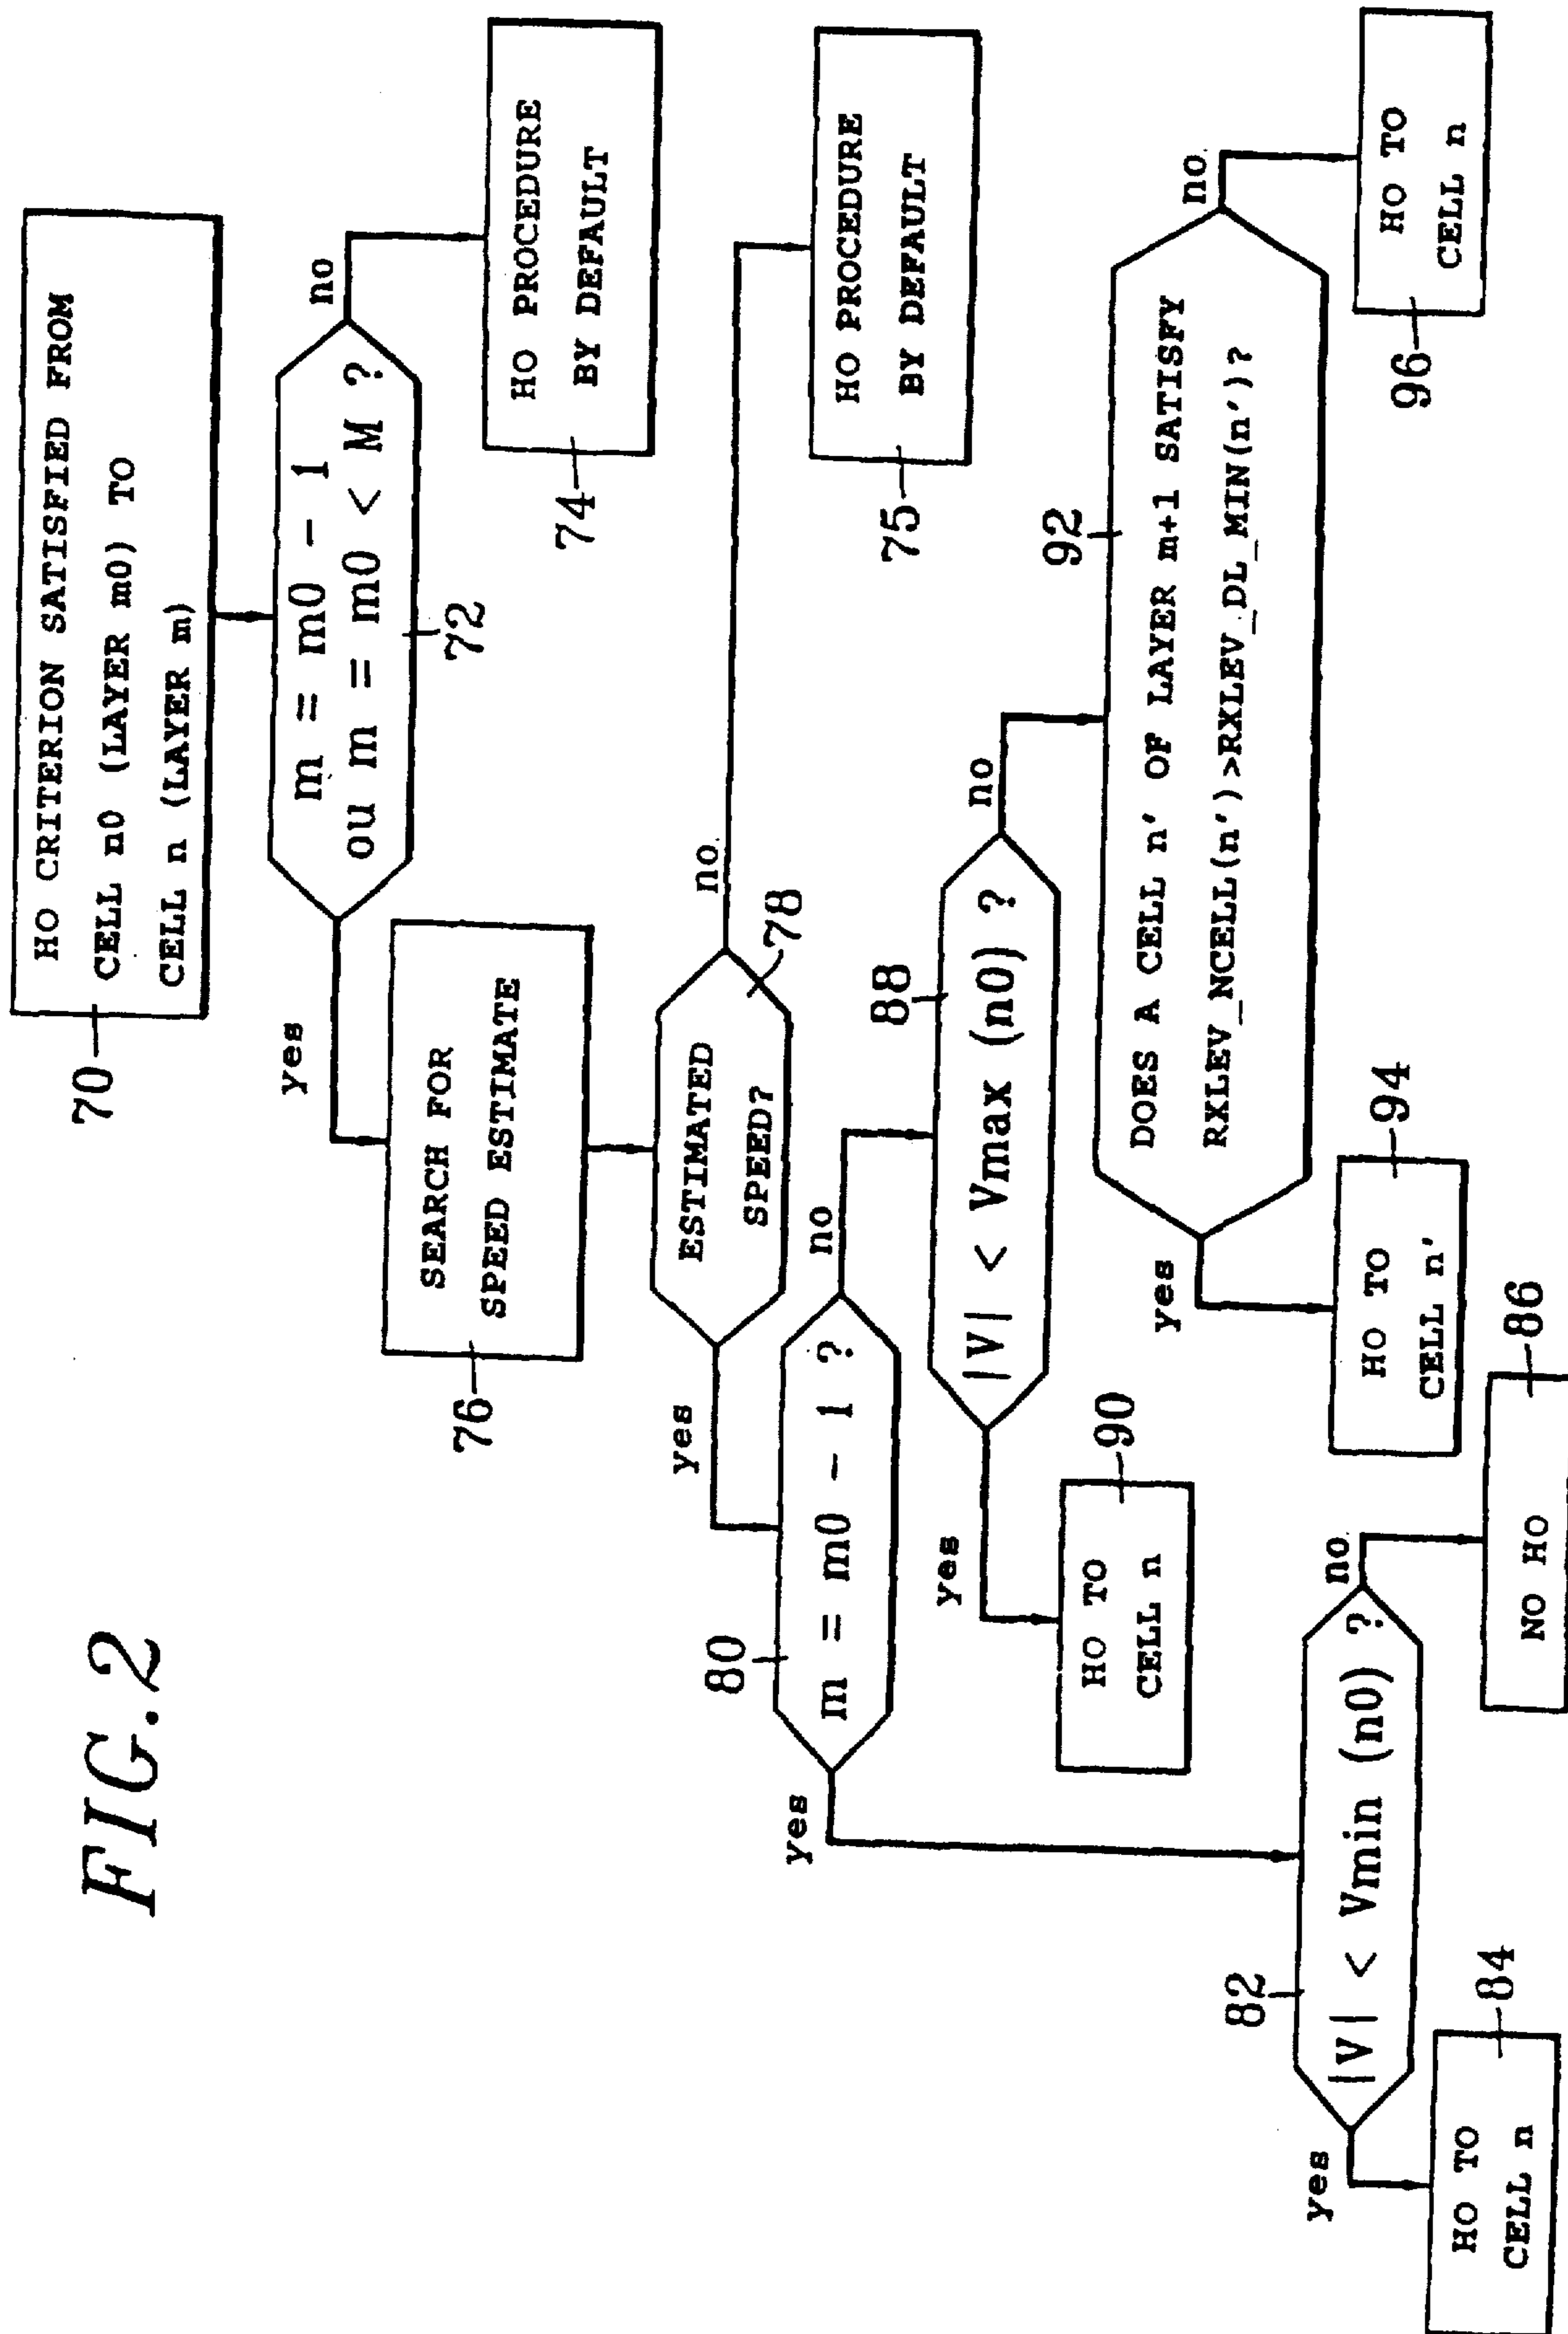 FIG.2
70
HO CRITERION SATISFIED FROM
CELL n0 (LAYER m0) TO
CELL n (LAYER m)
m = m0 - 1
ou m = m0 < M ?
72
yes
no
HO PROCEDURE
BY DEFAULT
74
SEARCH FOR
SPEED ESTIMATE
76
ESTIMATED
SPEED?
78
yes
no
HO PROCEDURE
BY DEFAULT
75
80
m = m0 - 1 ?
yes
no
88
|V| < Vmax (n0) ?
yes
no
HO TO
CELL n
90
92
DOES A CELL n' OF LAYER m+1 SATISFY
RXLEV_NCELL(n')>RXLEV_DL_MIN(n')?
yes
no
HO TO
CELL n'
94
HO TO
CELL n
96
82
|V| < Vmin (n0) ?
yes
no
HO TO
CELL n
84
NO HO
86